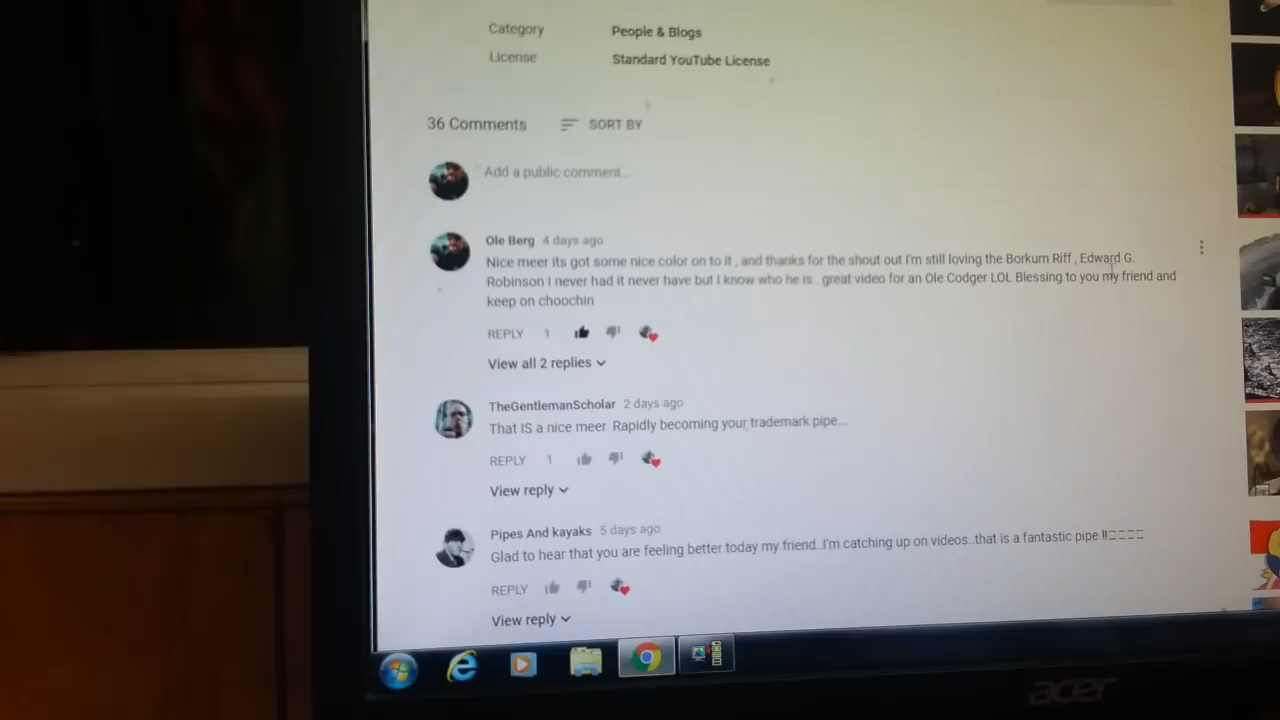 Category People & Blogs
License Standard YouTube License
36 Comments SORT BY
Add a public comment..
Ole Berg 4 days ago
Nice meer its got some nice color on to it , and thanks for the shout out I'm still loving the Borkum Riff , Edward G.
Robinson I never had it never have but I know who he is . great video for an Ole Codger LOL Blessing to you my friend and
keep on choochin
REPLY 1
View all 2 replies
TheGentlemanScholar 2 days ago
That IS a nice meer. Rapidly becoming your trademark pipe...
REPLY 1
View reply
Pipes And kayaks 5 days ago
Glad to hear that you are feeling better today my friend..I'm catching up on videos..that is a fantastic pipe !!□□□□
REPLY
View reply
acer